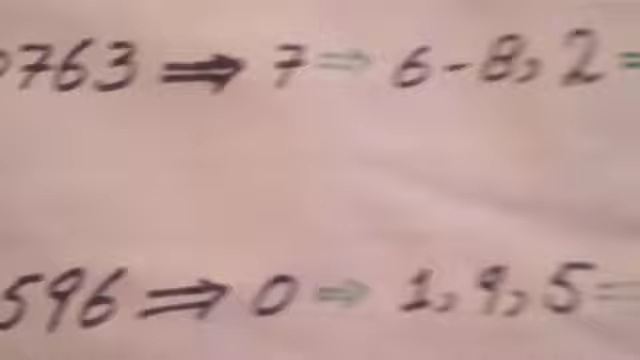 763 ⇒ 7 ⇒ 6-8, 2 =
596 ⇒ 0 ⇒ 1, 9, 5 =